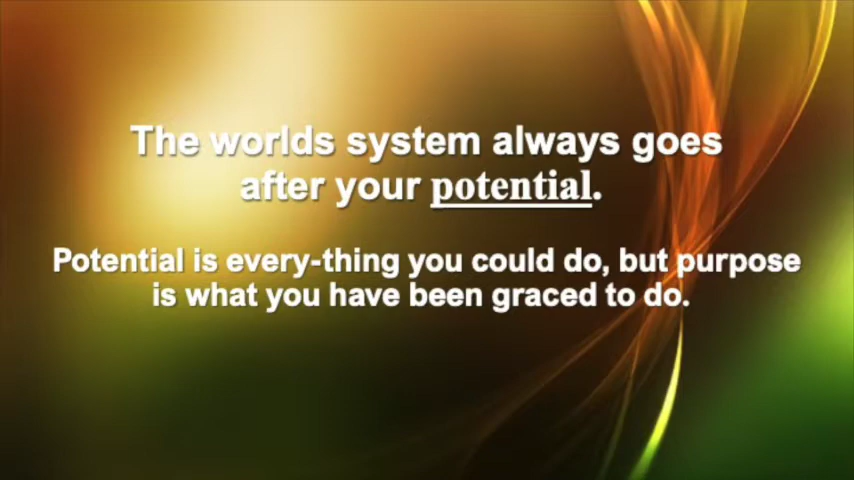 The worlds system always goes
after your potential.
Potential is every-thing you could do, but purpose
is what you have been graced to do.